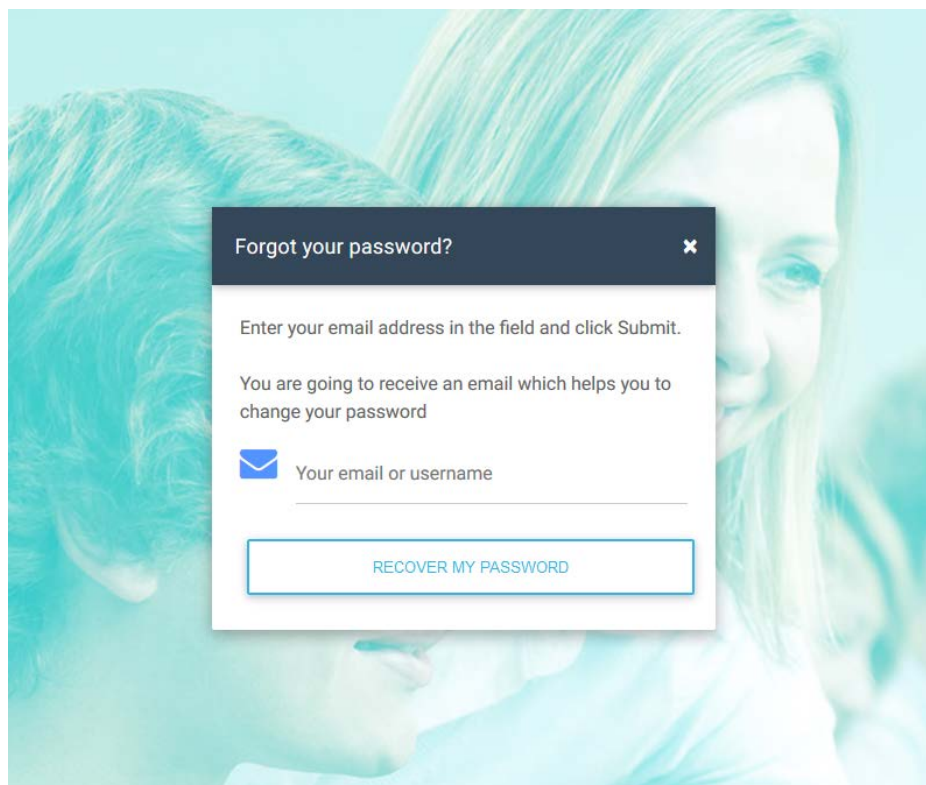 Forgot your password?
Enter your email address in the field and click Submit.
You are going to receive an email which helps you to
change your password
Your email or username
RECOVER MY PASSWORD